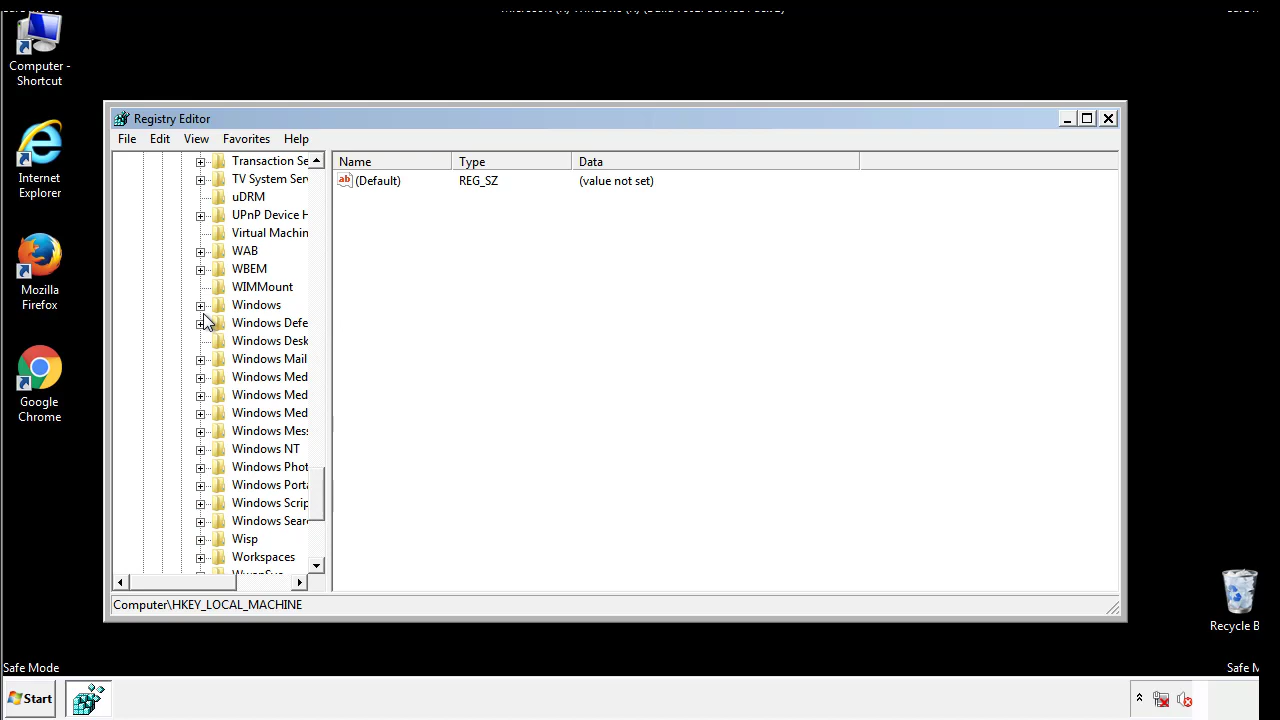 Computer -
Shortcut
Internet
Explorer
Mozilla
Firefox
Google
Chrome
Registry Editor
File Edit View Favorites Help
Transaction Se
TV System Serv
uDRM
UPnP Device H
Virtual Machin
WAB
WBEM
WIMMount
Windows
Windows Defe
Windows Desk
Windows Mail
Windows Med
Windows Med
Windows Med
Windows Mess
Windows NT
Windows Phot
Windows Porta
Windows Scrip
Windows Sear
Wisp
Workspaces
Name Type Data
(Default) REG_SZ (value not set)
Computer\HKEY_LOCAL_MACHINE
Recycle B
Safe Mode
Safe M
Start